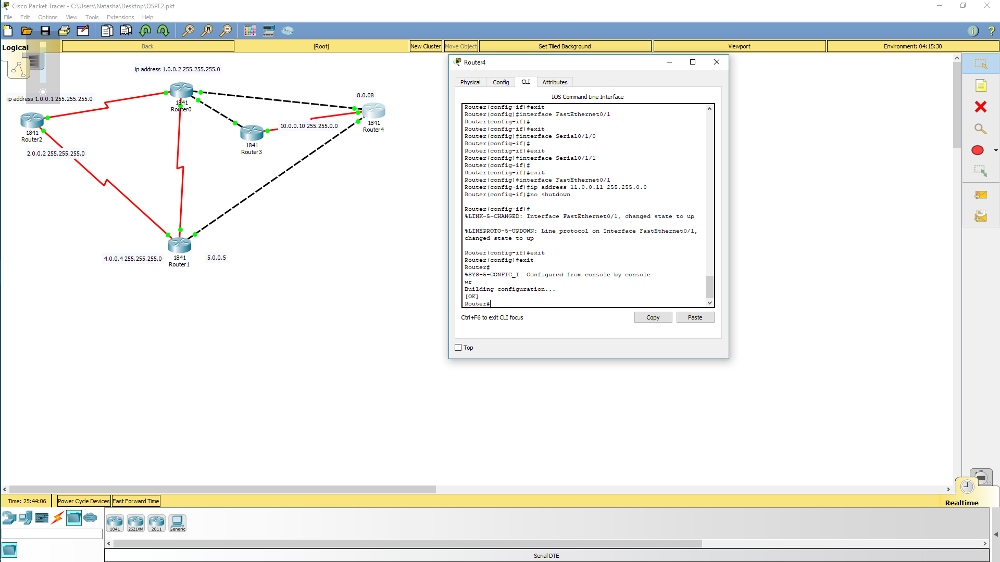 Cisco Packet Tracer - C:\Users\Natasha\Desktop\OSPF2.pkt
File Edit Options View Tools Extensions Help
Logical
Back
[Root]
New Cluster
Move Object
Set Tiled Background
Viewport
Environment: 04:15:30
ip address 1.0.0.2 255.255.255.0
ip address 1.0.0.1 255.255.255.0
1841
Router0
8.0.08
1841
Router4
10.0.0.10 255.255.0.0
1841
Router2
1841
Router3
2.0.0.2 255.255.255.0
4.0.0.4 255.255.255.0
1841
Router1
5.0.0.5
Router4
Physical Config CLI Attributes
IOS Command Line Interface
Router(config-if)#exit
Router(config)#interface FastEthernet0/1
Router(config-if)#
Router(config-if)#exit
Router(config)#interface Serial0/1/0
Router(config-if)#
Router(config-if)#exit
Router(config)#interface Serial0/1/1
Router(config-if)#
Router(config-if)#exit
Router(config)#interface FastEthernet0/1
Router(config-if)#ip address 11.0.0.11 255.255.0.0
Router(config-if)#no shutdown
Router(config-if)#
%LINK-5-CHANGED: Interface FastEthernet0/1, changed state to up
%LINEPROTO-5-UPDOWN: Line protocol on Interface FastEthernet0/1,
changed state to up
Router(config-if)#exit
Router(config)#exit
Router#
%SYS-5-CONFIG_I: Configured from console by console
wr
Building configuration...
[OK]
Router#
Ctrl+F6 to exit CLI focus
Copy
Paste
Top
Time: 25:44:06
Power Cycle Devices
Fast Forward Time
Realtime
1841
2621XM
2811
Generic
Serial DTE